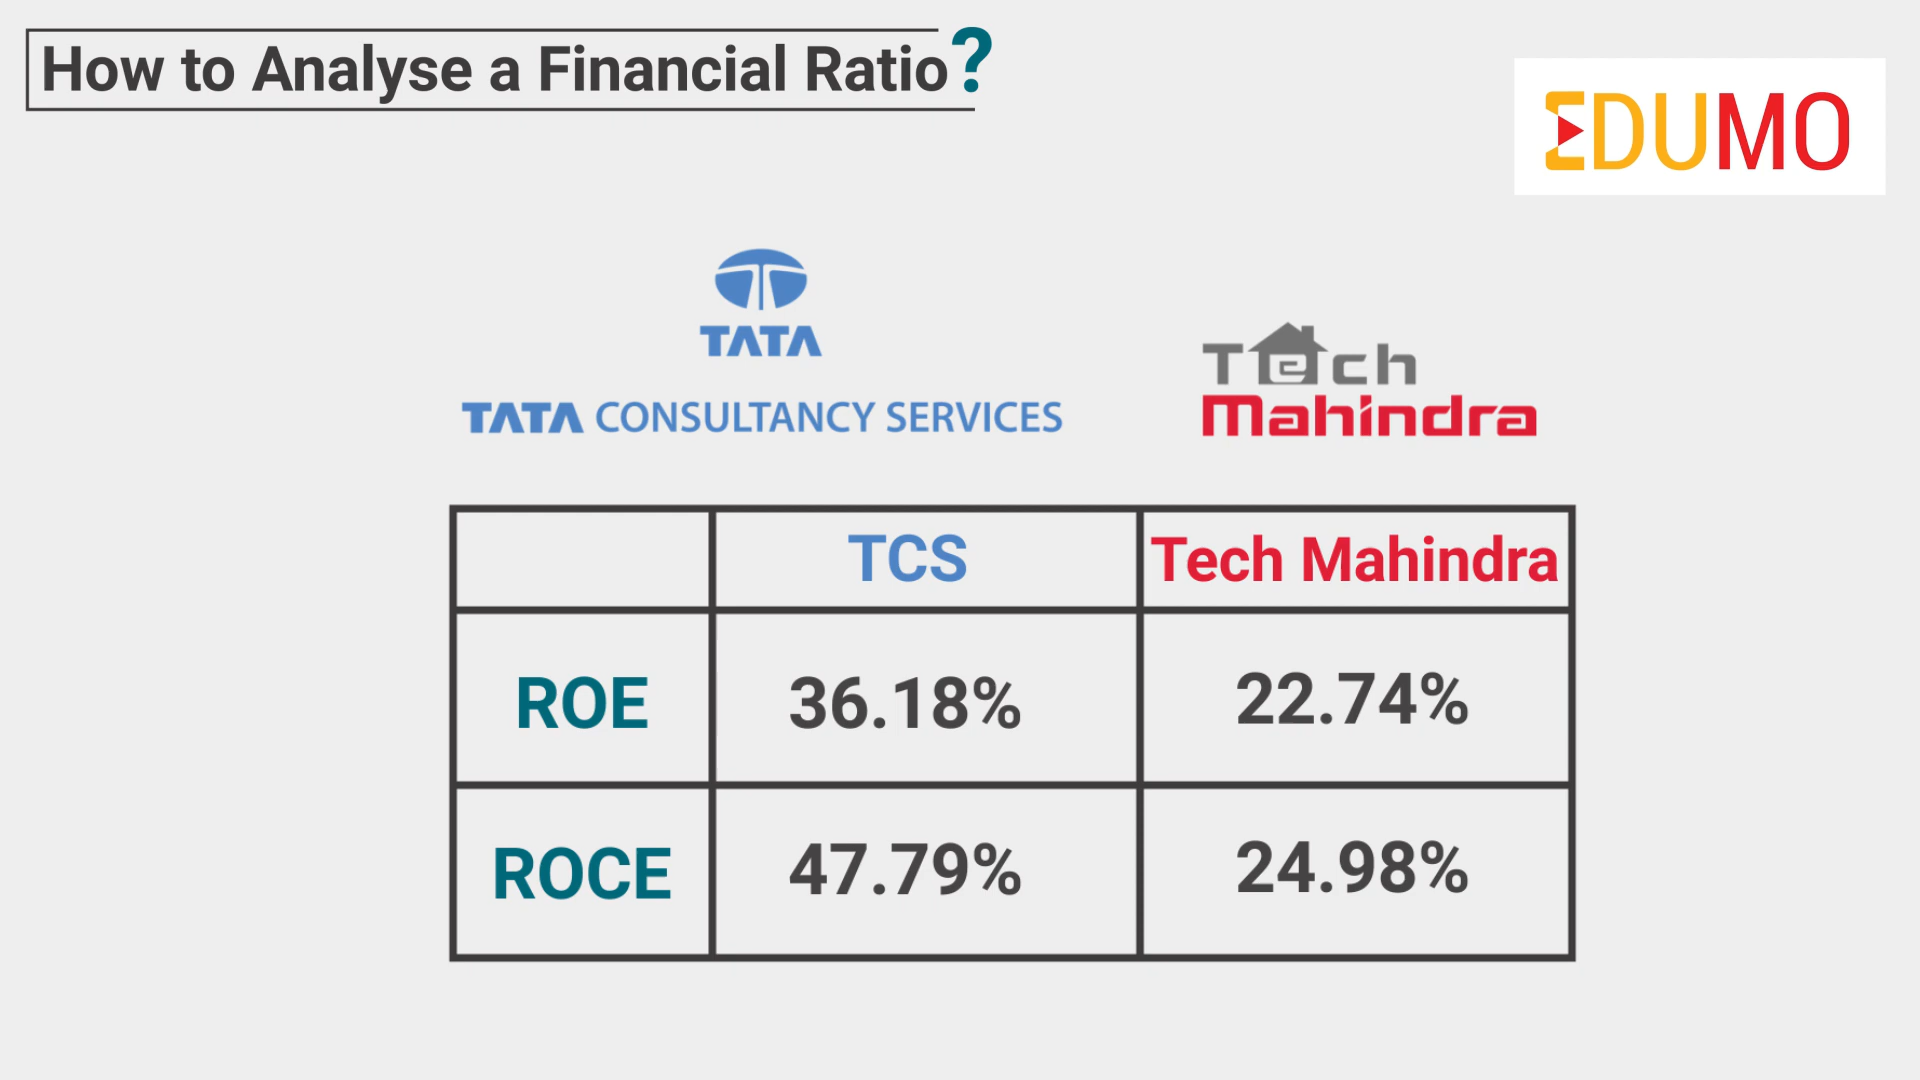 How to Analyse a Financial Ratio?
EDUMO
TATA
TATA CONSULTANCY SERVICES
Tech
Mahindra
TCS Tech Mahindra
ROE 36.18% 22.74%
ROCE 47.79% 24.98%